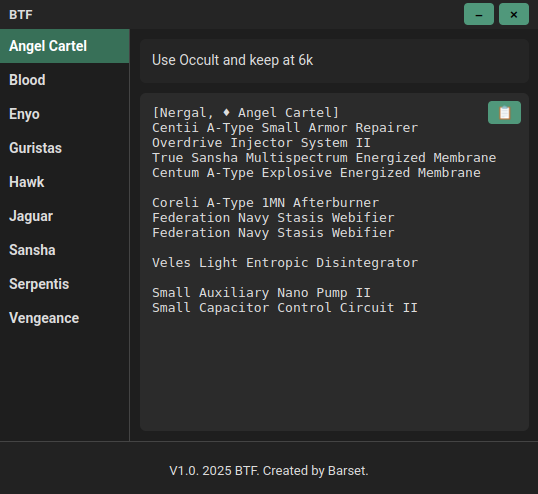 BTF
Angel Cartel
Blood
Enyo
Guristas
Hawk
Jaguar
Sansha
Serpentis
Vengeance
Use Occult and keep at 6k
[Nergal, ♦ Angel Cartel]
Centii A-Type Small Armor Repairer
Overdrive Injector System II
True Sansha Multispectrum Energized Membrane
Centum A-Type Explosive Energized Membrane
Coreli A-Type 1MN Afterburner
Federation Navy Stasis Webifier
Federation Navy Stasis Webifier
Veles Light Entropic Disintegrator
Small Auxiliary Nano Pump II
Small Capacitor Control Circuit II
V1.0. 2025 BTF. Created by Barset.